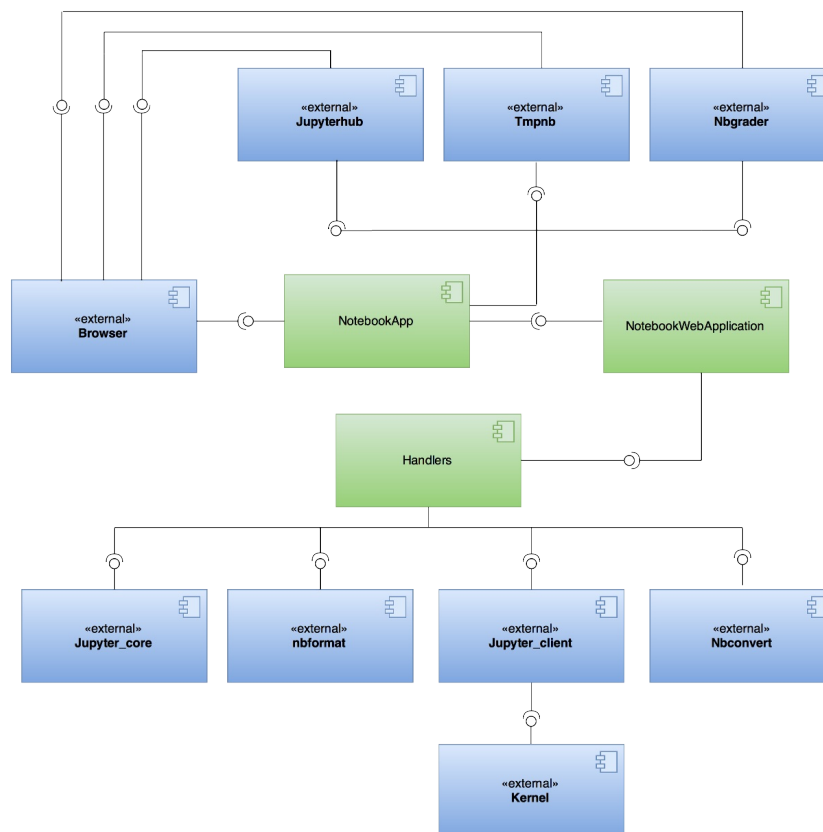 «external»
Jupyterhub
«external»
Tmpnb
«external»
Nbgrader
«external»
Browser
NotebookApp
NotebookWebApplication
Handlers
«external»
Jupyter_core
«external»
nbformat
«external»
Jupyter_client
«external»
Nbconvert
«external»
Kernel